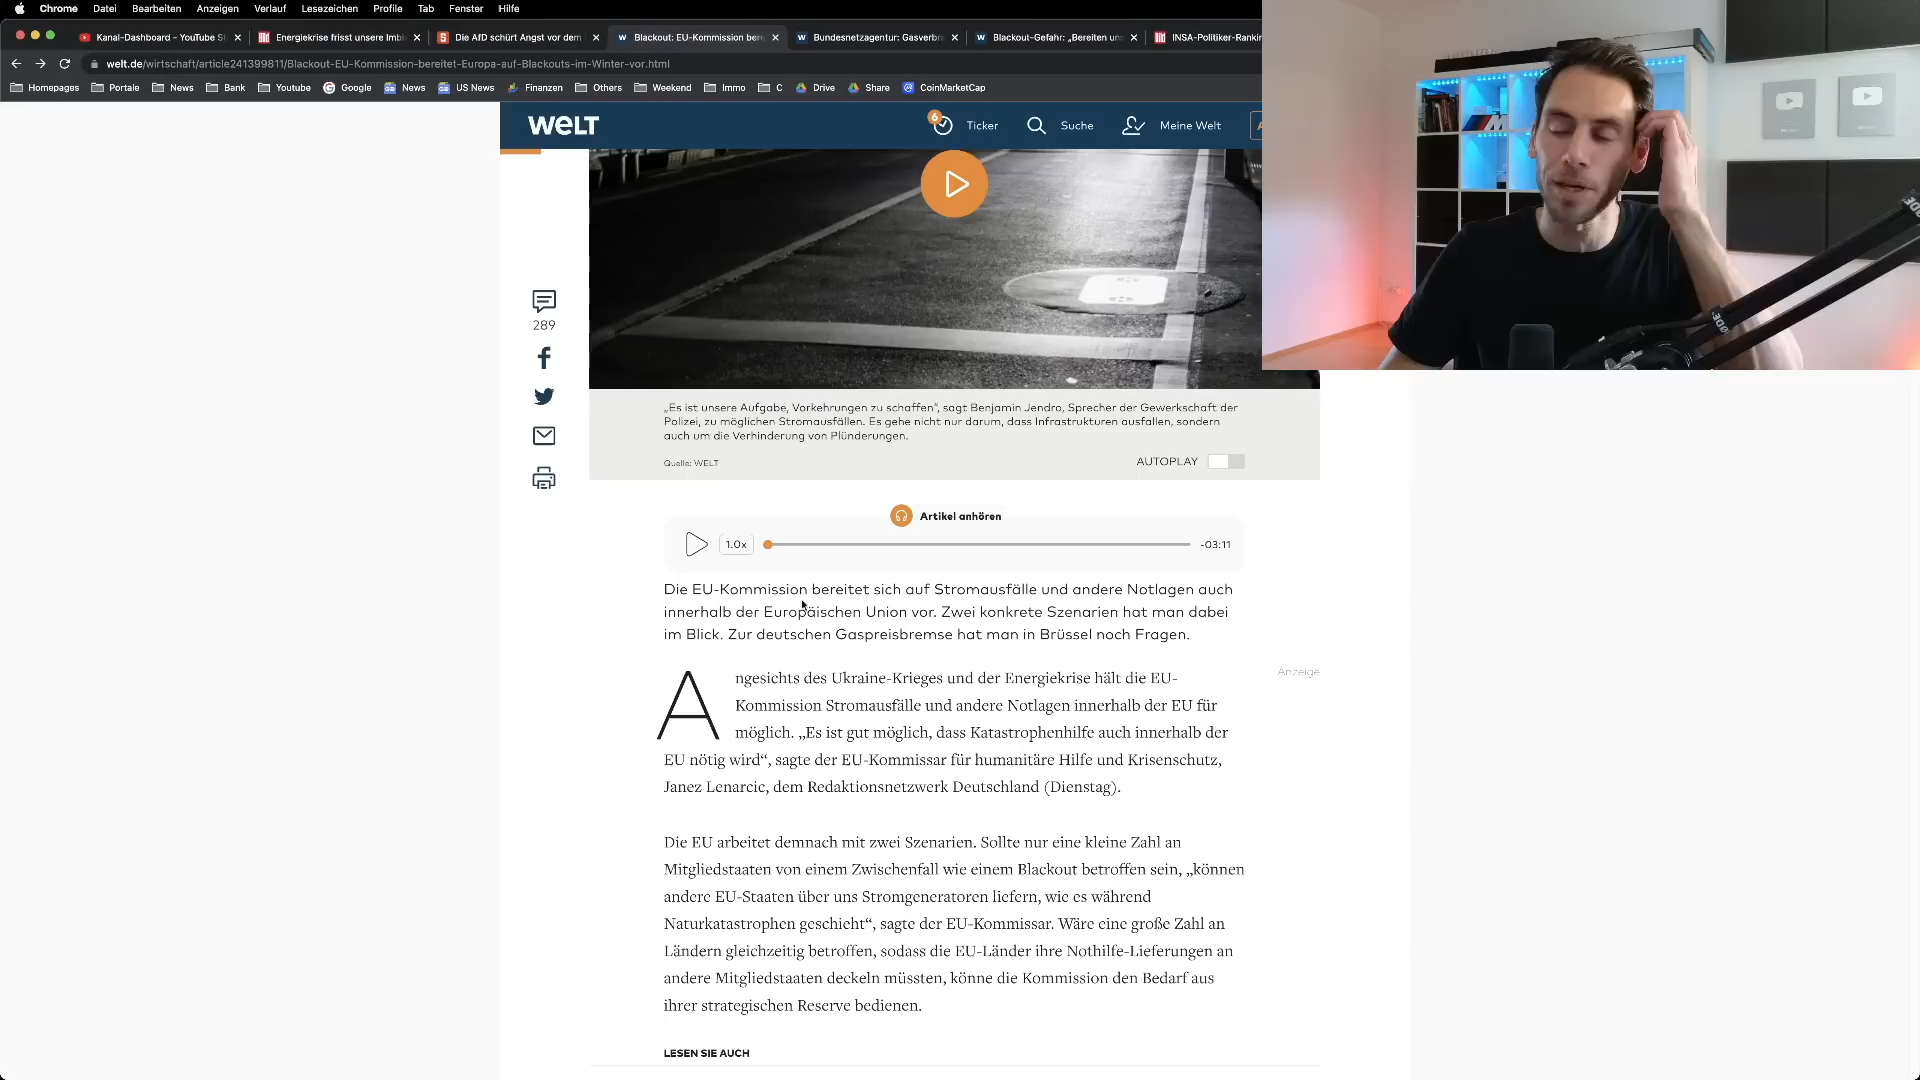 Chrome Datei Bearbeiten Anzeigen Verlauf Lesezeichen Profile Tab Fenster Hilfe
Kanal-Dashboard - YouTube St
Energiekrise frisst unsere Imbi
Die AfD schürt Angst vor dem
Blackout: EU-Kommission bere
Bundesnetzagentur: Gasverbr
Blackout-Gefahr: „Bereiten un
INSA-Politiker-Rankin
welt.de/wirtschaft/article241399811/Blackout-EU-Kommission-bereitet-Europa-auf-Blackouts-im-Winter-vor.html
Homepages Portale News Bank Youtube Google News US News Finanzen Others Weekend Immo C Drive Share CoinMarketCap
WELT
6
Ticker
Suche
Meine Welt
289
„Es ist unsere Aufgabe, Vorkehrungen zu schaffen“, sagt Benjamin Jendro, Sprecher der Gewerkschaft der
Polizei, zu möglichen Stromausfällen. Es gehe nicht nur darum, dass Infrastrukturen ausfallen, sondern
auch um die Verhinderung von Plünderungen.
Quelle: WELT
AUTOPLAY
Artikel anhören
1.0x
-03:11
Die EU-Kommission bereitet sich auf Stromausfälle und andere Notlagen auch
innerhalb der Europäischen Union vor. Zwei konkrete Szenarien hat man dabei
im Blick. Zur deutschen Gaspreisbremse hat man in Brüssel noch Fragen.
Anzeige
Angesichts des Ukraine-Krieges und der Energiekrise hält die EU-
Kommission Stromausfälle und andere Notlagen innerhalb der EU für
möglich. „Es ist gut möglich, dass Katastrophenhilfe auch innerhalb der
EU nötig wird“, sagte der EU-Kommissar für humanitäre Hilfe und Krisenschutz,
Janez Lenarcic, dem Redaktionsnetzwerk Deutschland (Dienstag).
Die EU arbeitet demnach mit zwei Szenarien. Sollte nur eine kleine Zahl an
Mitgliedstaaten von einem Zwischenfall wie einem Blackout betroffen sein, „können
andere EU-Staaten über uns Stromgeneratoren liefern, wie es während
Naturkatastrophen geschieht“, sagte der EU-Kommissar. Wäre eine große Zahl an
Ländern gleichzeitig betroffen, sodass die EU-Länder ihre Nothilfe-Lieferungen an
andere Mitgliedstaaten deckeln müssten, könne die Kommission den Bedarf aus
ihrer strategischen Reserve bedienen.
LESEN SIE AUCH
RØDE